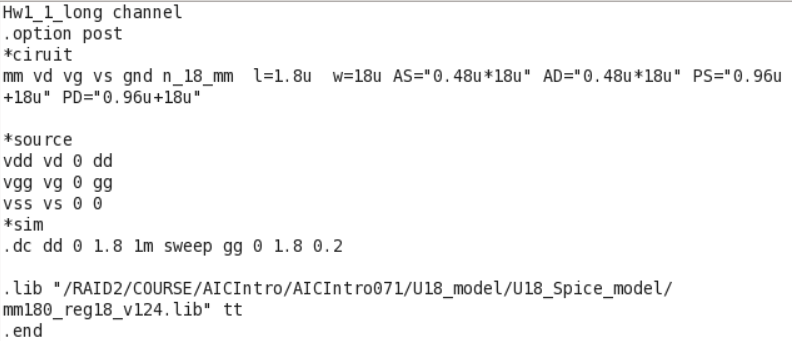 Hw1_1_long channel
.option post
*ciruit
mm vd vg vs gnd n_18_mm  l=1.8u  w=18u AS="0.48u*18u" AD="0.48u*18u" PS="0.96u
+18u" PD="0.96u+18u"

*source
vdd vd 0 dd
vgg vg 0 gg
vss vs 0 0
*sim
.dc dd 0 1.8 1m sweep gg 0 1.8 0.2

.lib "/RAID2/COURSE/AICIntro/AICIntro071/U18_model/U18_Spice_model/
mm180_reg18_v124.lib" tt
.end